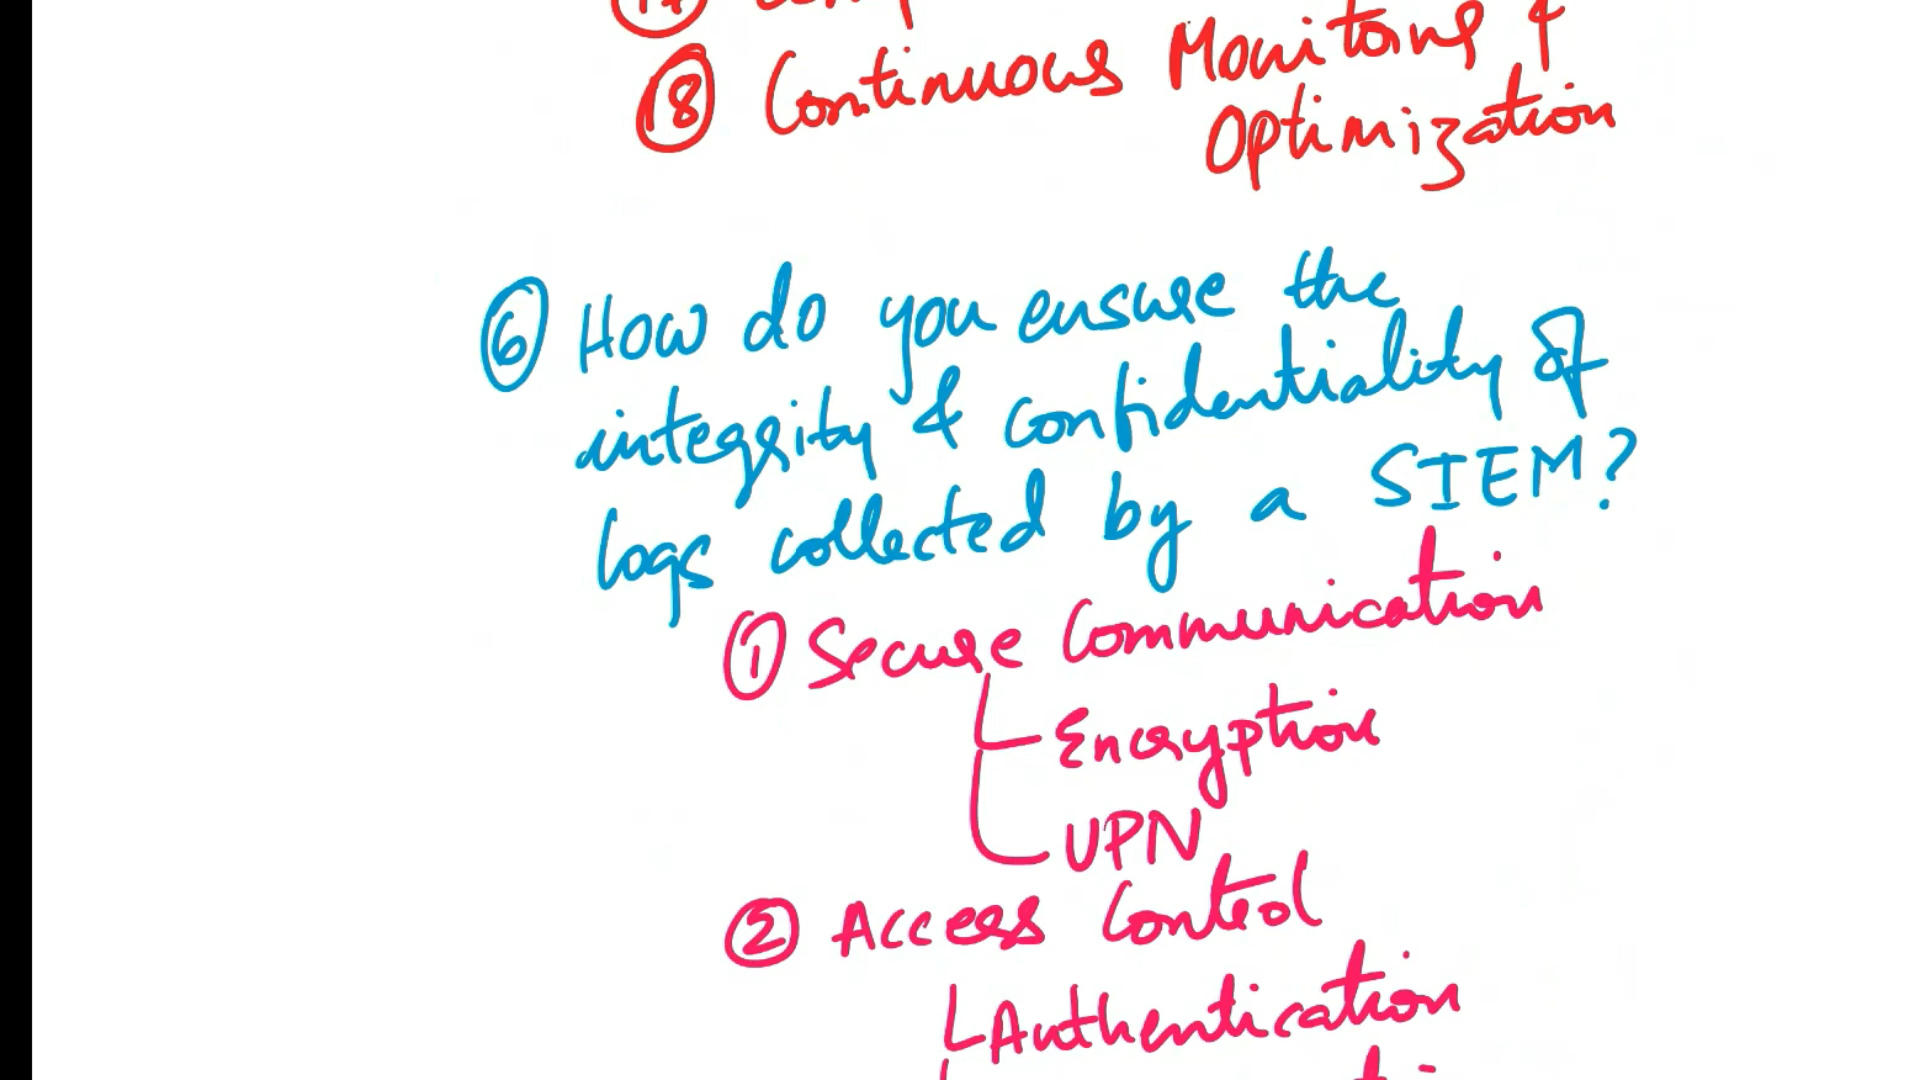 18 Continuous Monitoring &
Optimization
6 How do you ensure the
integrity & confidentiality of
logs collected by a SIEM?
1 Secure Communication
Encryption
VPN
2 Access Control
Authentication